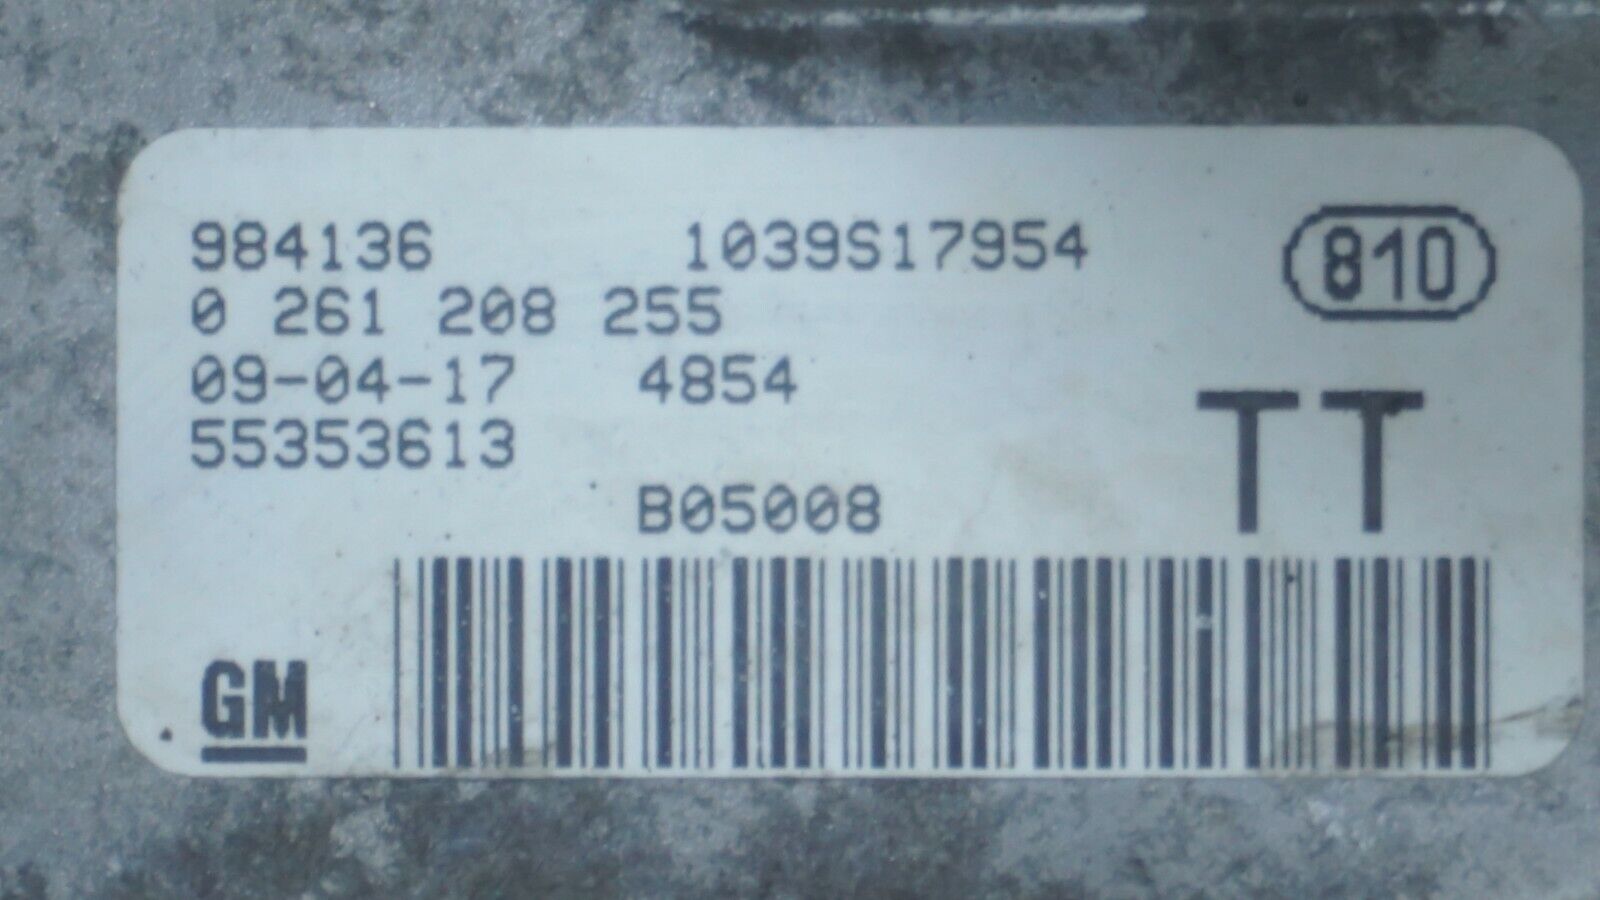 984136 1039S17954 810
0 261 208 255
09-04-17 4854
55353613 TT
B05008
GM